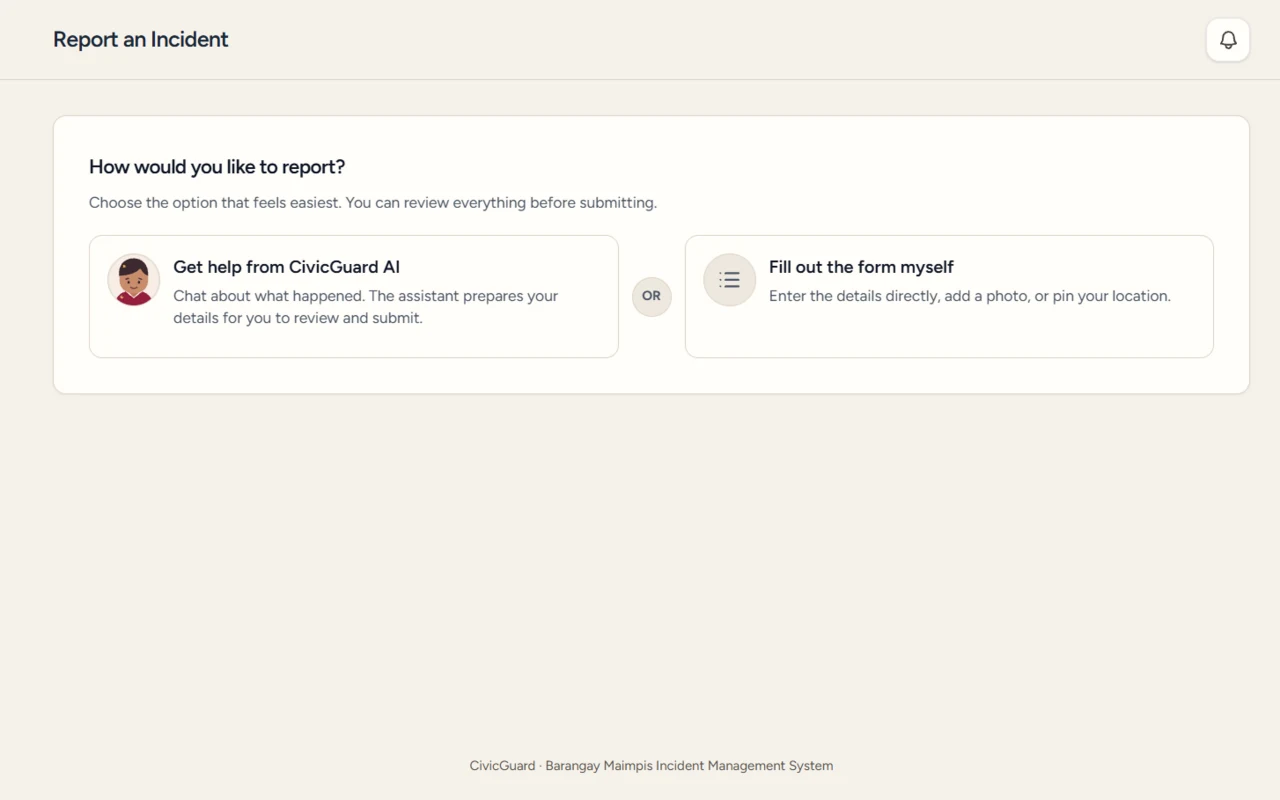 Report an Incident
How would you like to report?
Choose the option that feels easiest. You can review everything before submitting.
Get help from CivicGuard AI
Chat about what happened. The assistant prepares your
details for you to review and submit.
OR
Fill out the form myself
Enter the details directly, add a photo, or pin your location.
CivicGuard · Barangay Maimpis Incident Management System